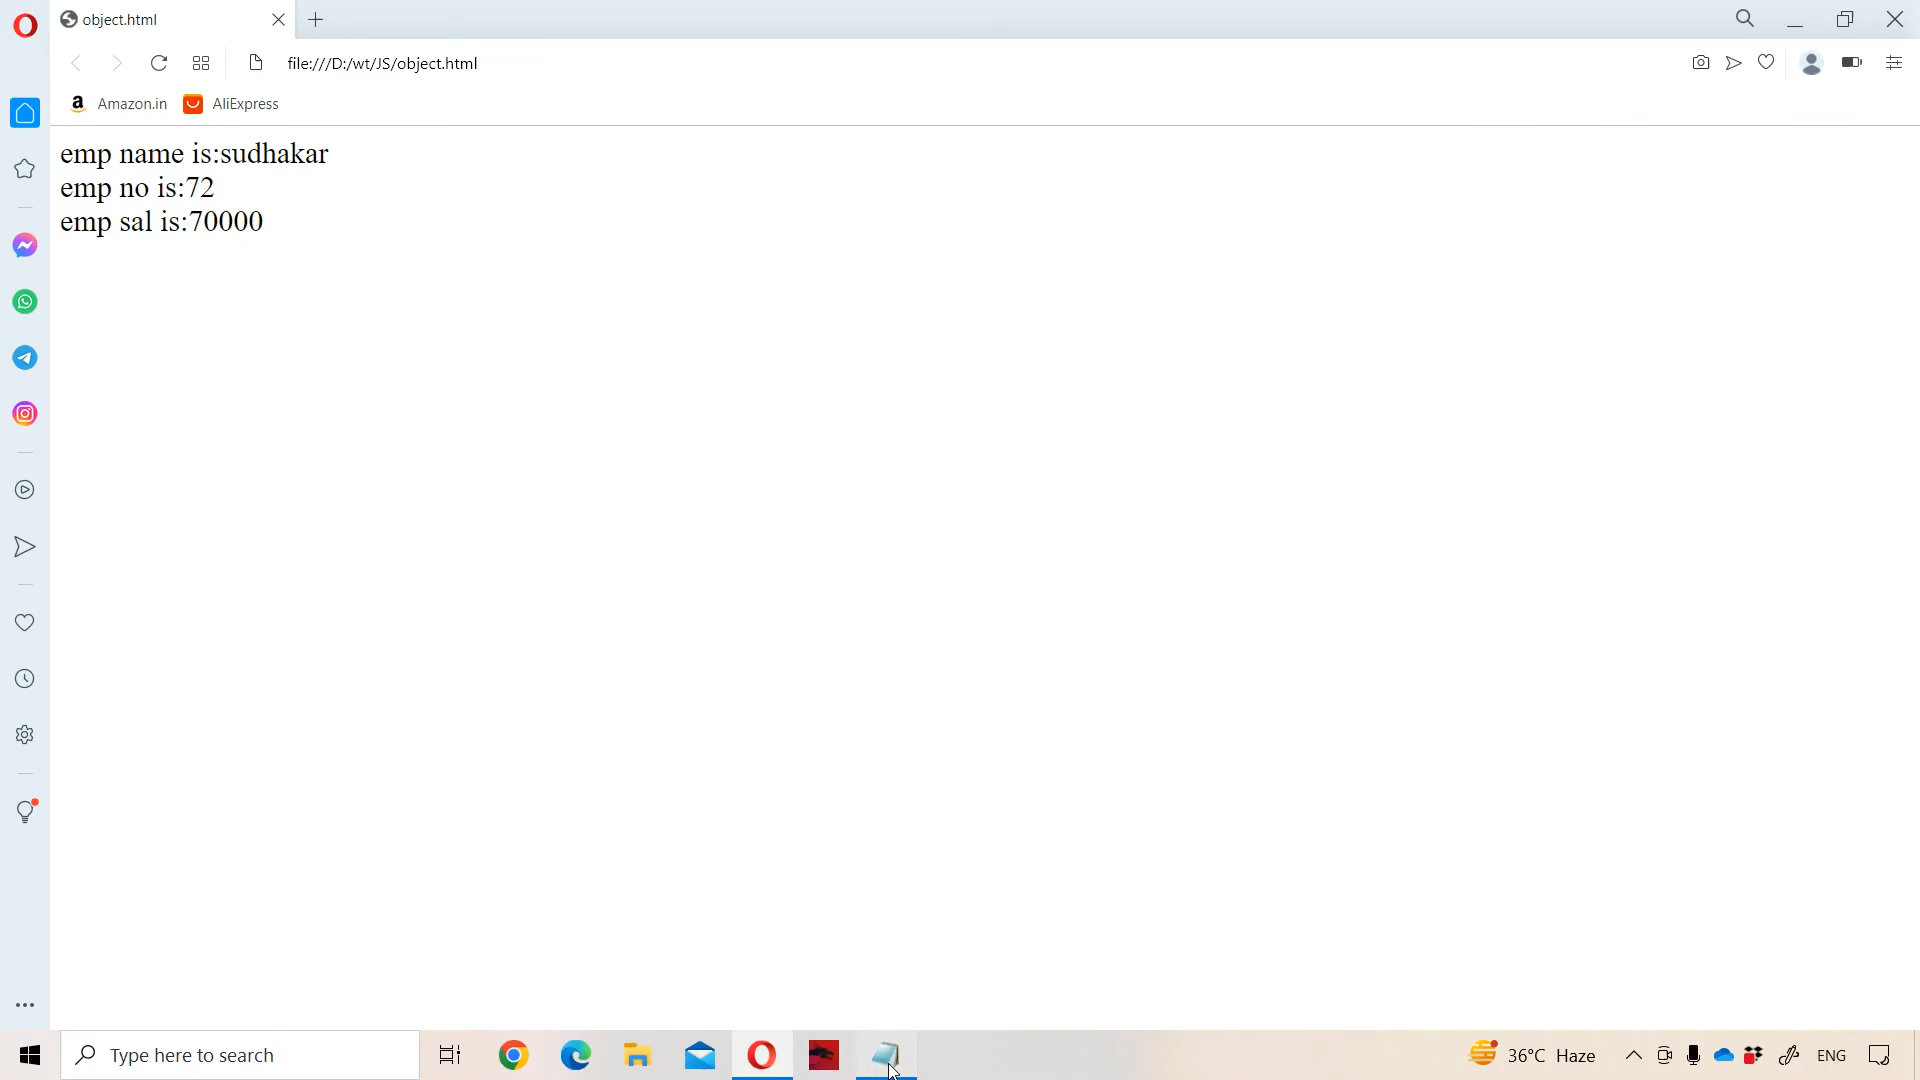 object.html
file:///D:/wt/JS/object.html
Amazon.in AliExpress
emp name is:sudhakar
emp no is:72
emp sal is:70000
Type here to search
36°C Haze
ENG